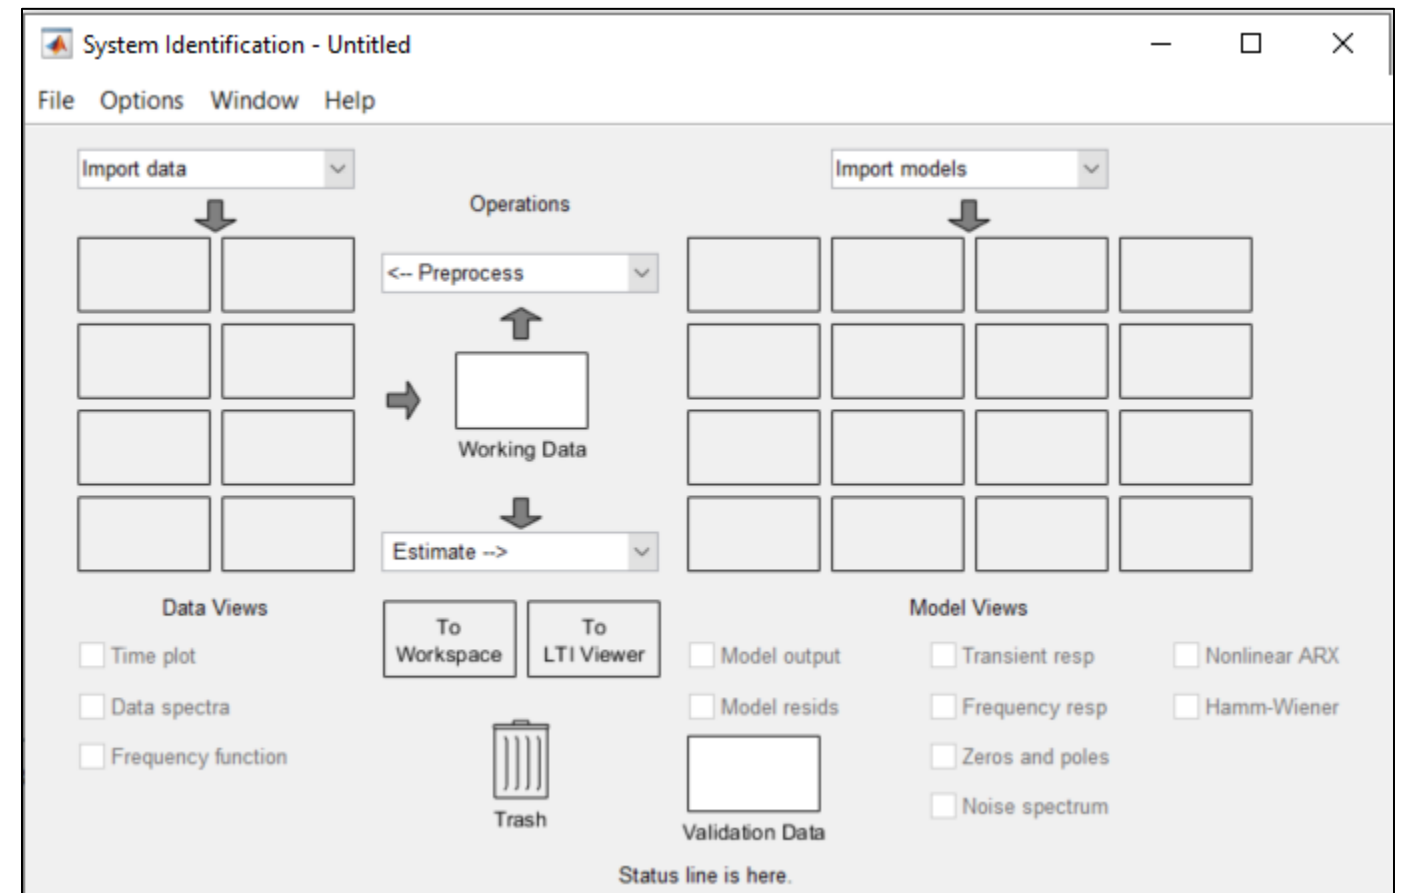 System Identification - Untitled
File Options Window Help
Import data
Import models
Operations
<-- Preprocess
Working Data
Estimate -->
Data Views
Time plot
Data spectra
Frequency function
To
Workspace
To
LTI Viewer
Trash
Model Views
Model output
Model resids
Transient resp
Frequency resp
Zeros and poles
Noise spectrum
Nonlinear ARX
Hamm-Wiener
Validation Data
Status line is here.